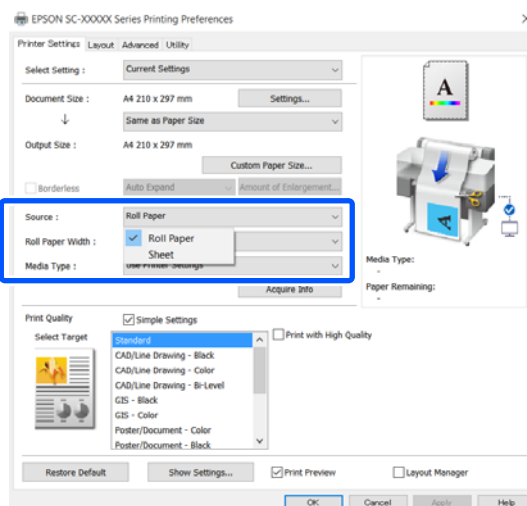 EPSON SC-XXXXX Series Printing Preferences
Printer Settings Layout Advanced Utility
Select Setting : Current Settings
Document Size : A4 210 x 297 mm Settings...
Same as Paper Size
Output Size : A4 210 x 297 mm
Custom Paper Size...
Borderless Auto Expand Amount of Enlargement...
Source : Roll Paper
Roll Paper Width : Roll Paper
Sheet
Media Type : Use Printer Settings
Acquire Info
A
Media Type:
-
Paper Remaining:
-
Print Quality Simple Settings
Select Target Standard Print with High Quality
CAD/Line Drawing - Black
CAD/Line Drawing - Color
CAD/Line Drawing - Bi-Level
GIS - Black
GIS - Color
Poster/Document - Color
Poster/Document - Black
Restore Default Show Settings... Print Preview Layout Manager
OK Cancel Apply Help